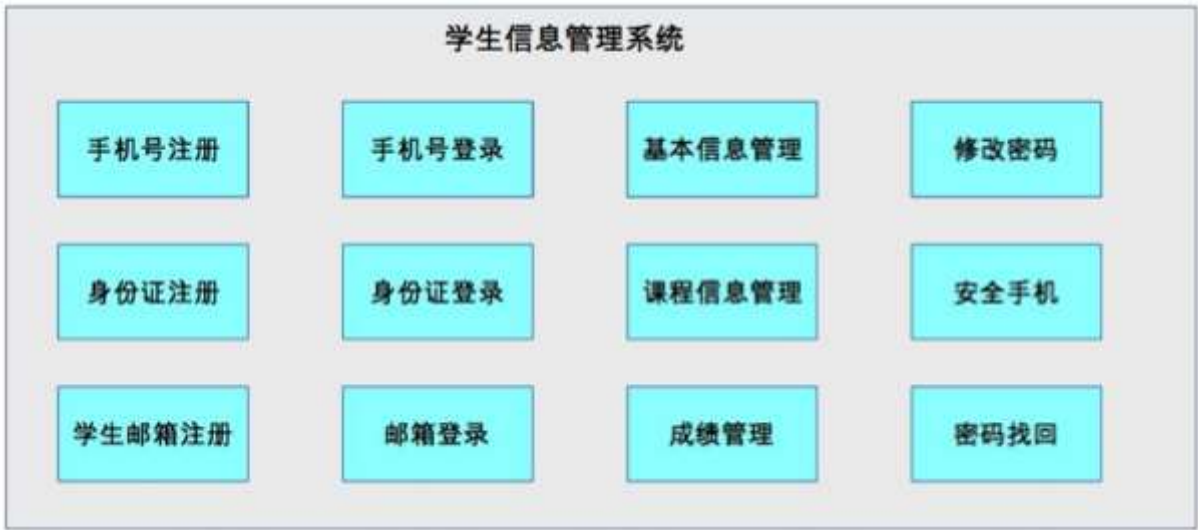 学生信息管理系统
手机号注册 手机号登录 基本信息管理 修改密码
身份证注册 身份证登录 课程信息管理 安全手机
学生邮箱注册 邮箱登录 成绩管理 密码找回